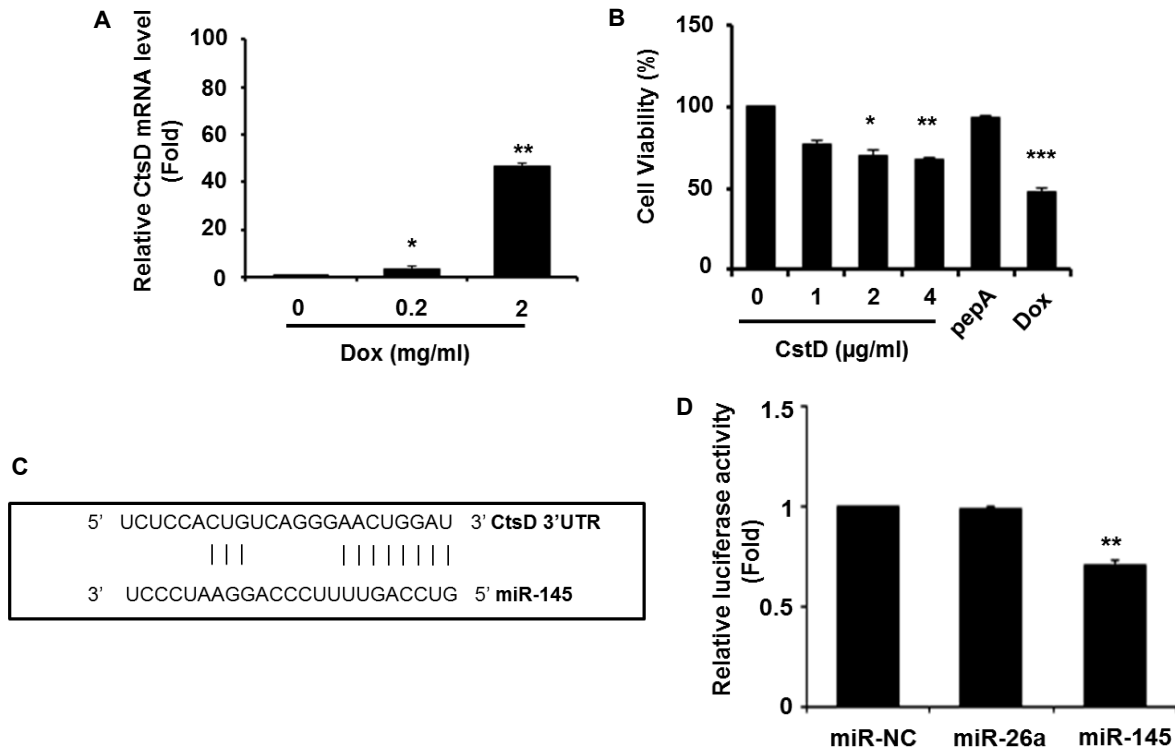 A
Relative CtsD mRNA level
(Fold)
100
80
60
40
20
0
*
**
0 0.2 2
Dox (mg/ml)
B
Cell Viability (%)
150
100
50
0
* ** ***
0 1 2 4 pepA Dox
CstD (µg/ml)
C
5’ UCUCCACUGUCAGGGAACUGGAU 3’ CtsD 3’UTR
3’ UCCCUAAGGACCCUUUUGACCUG 5’ miR-145
D
Relative luciferase activity
(Fold)
1.5
1
0.5
0
**
miR-NC miR-26a miR-145